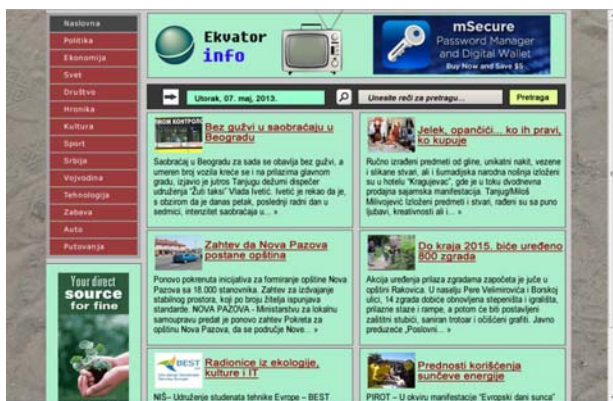 Naslovna
Politika
Ekonomija
Svet
Društvo
Hronika
Kultura
Sport
Srbija
Vojvodina
Tehnologija
Zabava
Auto
Putovanja
Your direct
source
for fine
Ekvator
info
mSecure
Password Manager
and Digital Wallet
Buy Now and Save $5
Utorak, 07. maj, 2013.
Unesite reči za pretragu...
Pretraga
Bez gužvi u saobraćaju u
Beogradu
Saobraćaj u Beogradu za sada se obavlja bez gužvi, a
umeren broj vozila kreće se i na prilazima glavnom
gradu, izjavio je jutros Tanjugu dežurni dispečer
udruženja "Žuti taksi" Vlada Ivetić. Ivetić je rekao da je,
s obzirom da je danas petak, poslednji radni dan u
sedmici, intenzitet saobraćaja u... »
Jelek, opančići... ko ih pravi,
ko kupuje
Ručno izrađeni predmeti od gline, unikatni nakit, vezene
i slikane stvari, ali i šumadijska narodna nošnja izloženi
su u hotelu "Kragujevac", gde je u toku dvodnevna
prodajna sajamska manifestacija. Tanjug/Miloš
Milivojević Izloženi predmeti i stvari, rađeni su sa puno
ljubavi, kreativnosti ali i... »
Zahtev da Nova Pazova
postane opština
Ponovo pokrenuta inicijativa za formiranje opštine Nova
Pazova sa 18.000 stanovnika. Zahtev za izdvajanje
stabilnog prostora, koji po broju žitelja ispunjava
standarde. NOVA PAZOVA - Ministarstvu za lokalnu
samoupravu predat je ponovo zahtev Pokreta za
opštinu Nova Pazova, da se područje Nove... »
Do kraja 2015. biće uređeno
800 zgrada
Akcija uređenja prilaza zgradama započeta je juče u
opštini Rakovica. U naselju Pere Velimirovića i Borskoj
ulici, 14 zgrada dobiće obnovljena stepeništa i igrališta,
prilazne staze i rampe, a potom će biti postavljeni
zaštitni stubići, saniran trotoar i očišćeni grafiti. Javno
preduzeće „Poslovni... »
BEST
Radionice iz ekologije,
kulture i IT
NIŠ– Udruženje studenata tehnike Evrope – BEST
Prednosti korišćenja
sunčeve energije
PIROT – U okviru manifestacije "Evropski dani sunca"